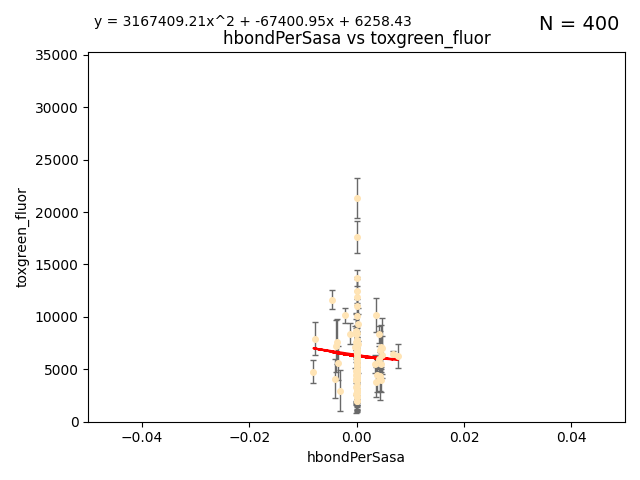 y = 3167409.21x^2 + -67400.95x + 6258.43
N = 400
hbondPerSasa vs toxgreen_fluor
35000
30000
25000
20000
15000
10000
5000
0
toxgreen_fluor
−0.04
−0.02
0.00
0.02
0.04
hbondPerSasa